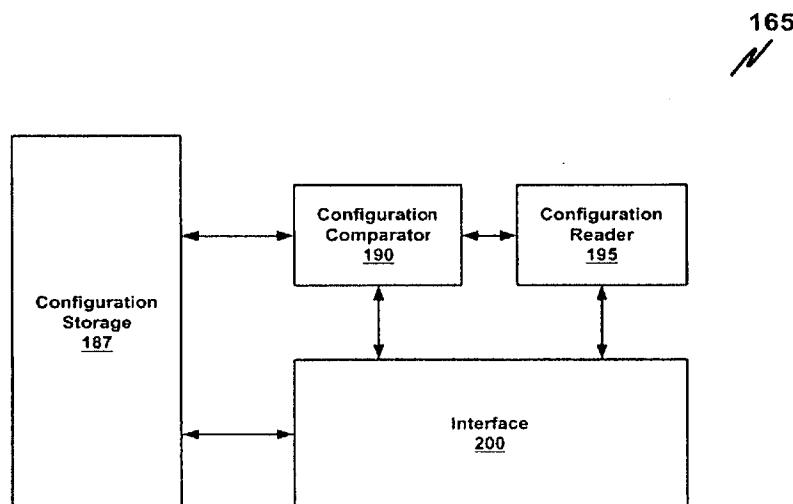 165
Configuration
Comparator
190
Configuration
Reader
195
Configuration
Storage
187
Interface
200